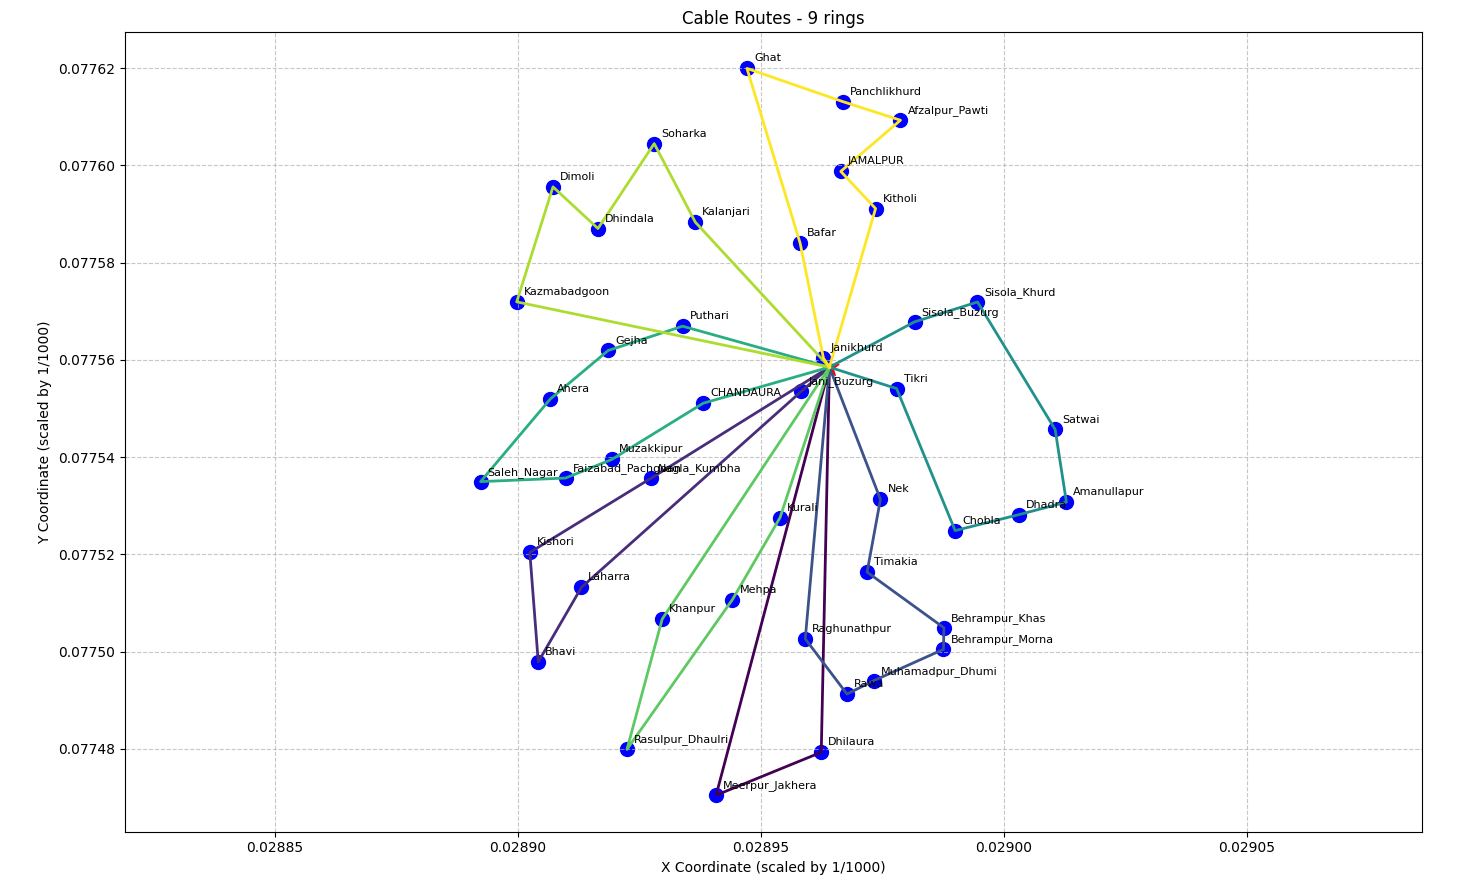 Cable Routes - 9 rings
Ghat
0.07762
Panchlikhurd
Afzalpur_Pawti
Soharka
JAMALPUR
0.07760
Dimoli
Kitholi
Kalanjari
Dhindala
Bafar
0.07758
Kazmabadgoon
Sisola_Khurd
Sisola_Buzurg
Puthari
Gejha
Janikhurd
0.07756
Tikri
Jani_Buzurg
Ahera
CHANDAURA
Satwai
Muzakkipur
0.07754
Saleh_Nagar
Faizabad_Pachgaon
Nagla_Kumbha
Nek
Amanullapur
Kurali
Dhadra
Chobla
Kishori
0.07752
Timakia
Laharra
Mehpa
Khanpur
Behrampur_Khas
Raghunathpur
Behrampur_Morna
Bhavi
0.07750
Muhamadpur_Dhumi
Rasulpur_Dhaulri
Dhilaura
0.07748
Meerpur_Jakhera
0.02885
0.02890
0.02895
0.02900
0.02905
X Coordinate (scaled by 1/1000)
Y Coordinate (scaled by 1/1000)